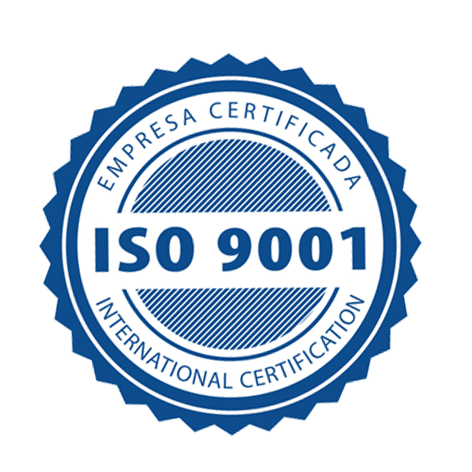 EMPRESA CERTIFICADA
ISO 9001
INTERNATIONAL CERTIFICATION